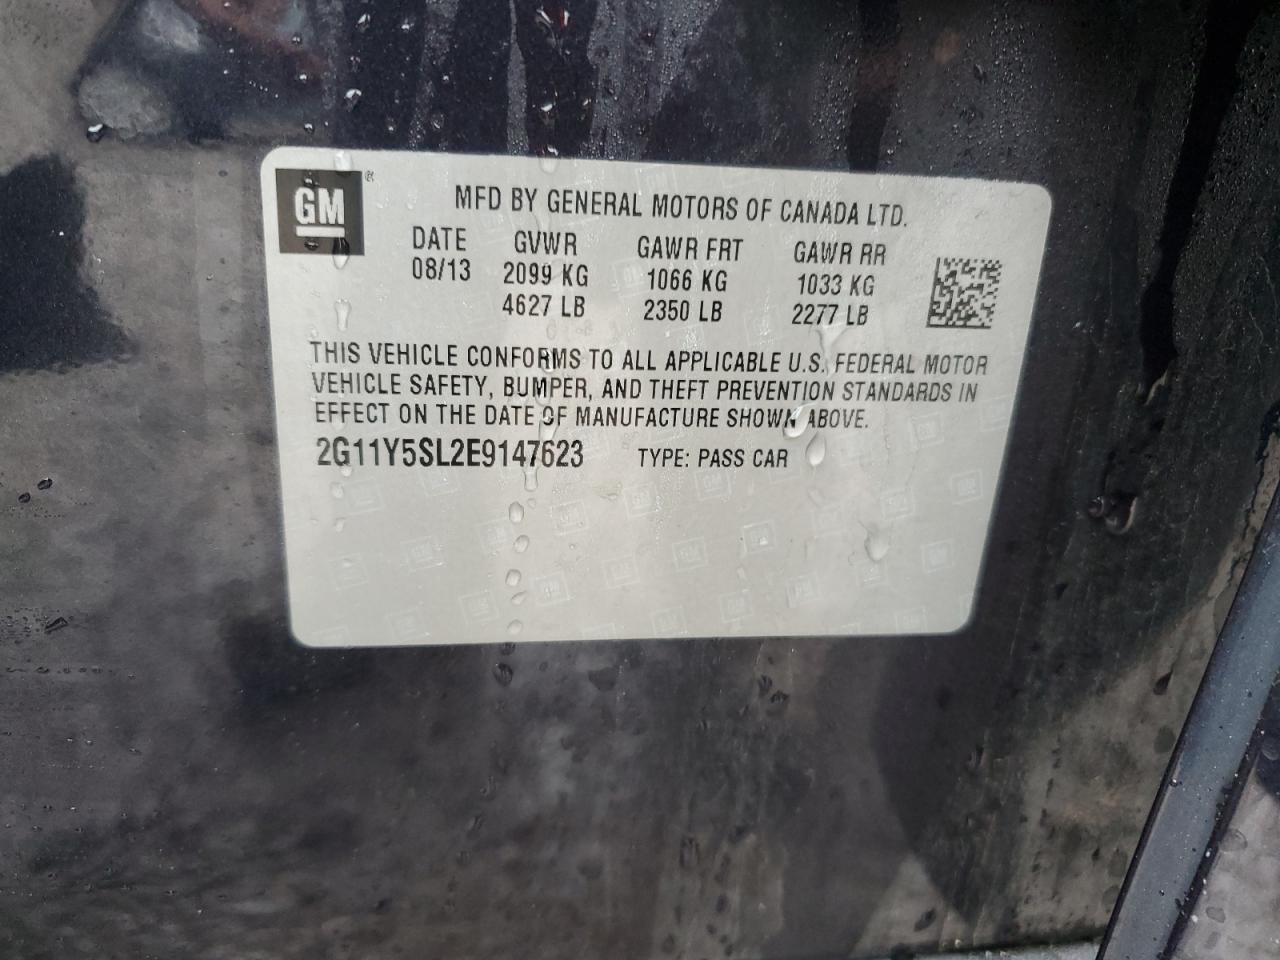 GM ®
MFD BY GENERAL MOTORS OF CANADA LTD.
DATE GVWR GAWR FRT GAWR RR
08/13 2099 KG 1066 KG 1033 KG
4627 LB 2350 LB 2277 LB
THIS VEHICLE CONFORMS TO ALL APPLICABLE U.S. FEDERAL MOTOR
VEHICLE SAFETY, BUMPER, AND THEFT PREVENTION STANDARDS IN
EFFECT ON THE DATE OF MANUFACTURE SHOWN ABOVE.
2G11Y5SL2E9147623 TYPE: PASS CAR